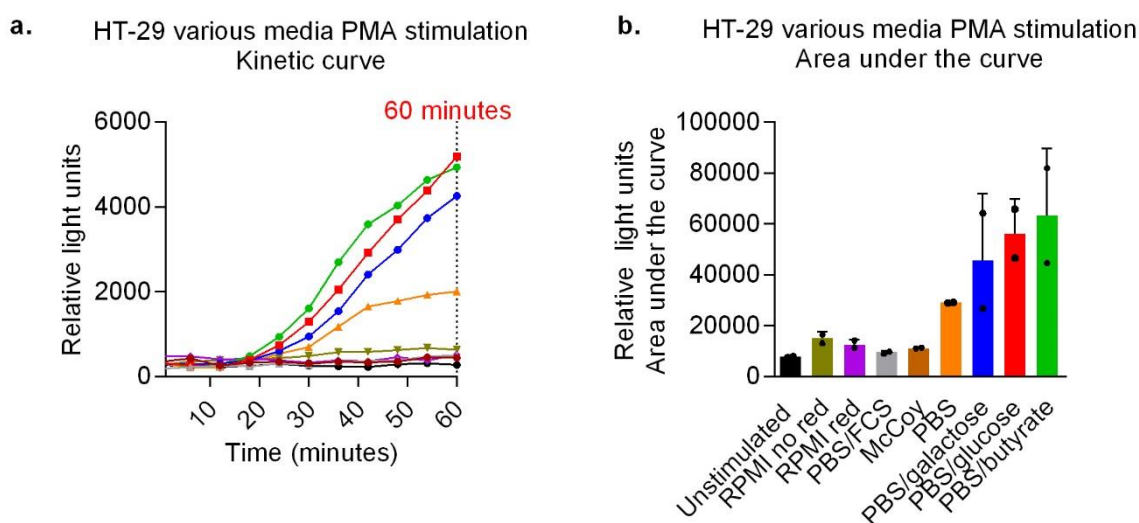 a.
HT-29 various media PMA stimulation
Kinetic curve
60 minutes
6000
4000
2000
0
Relative light units
10
20
30
40
50
60
Time (minutes)
b.
HT-29 various media PMA stimulation
Area under the curve
100000
80000
60000
40000
20000
0
Relative light units
Area under the curve
Unstimulated
RPMI no red
RPMI red
PBS/FCS
McCoy
PBS
PBS/galactose
PBS/glucose
PBS/butyrate